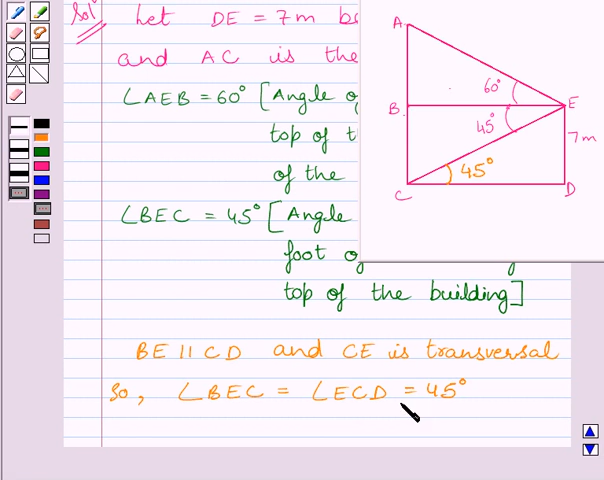 Solⁿ Let DE = 7m
and AC is the
∠AEB = 60° [Angle
top of
of the
∠BEC = 45° [Angle
foot
top of the building]
BE || CD and CE is transversal
So, ∠BEC = ∠ECD = 45°
A
60°
B
E
45°
7m
45°
C
D